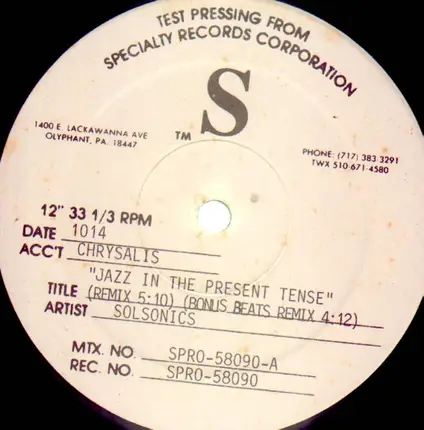 TEST PRESSING FROM
SPECIALTY RECORDS CORPORATION
S
TM
1400 E. LACKAWANNA AVE
OLYPHANT, PA. 18447
PHONE: (717) 383 3291
TWX 510 671-4580
12" 33 1/3 RPM
DATE 1014
ACC'T CHRYSALIS
"JAZZ IN THE PRESENT TENSE"
TITLE (REMIX 5:10) (BONUS BEATS REMIX 4:12)
ARTIST SOLSONICS
MTX. NO. SPRO-58090-A
REC. NO. SPRO-58090